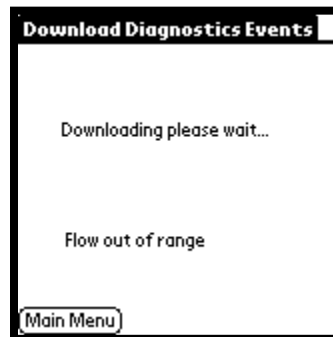 Download Diagnostics Events
Downloading please wait...
Flow out of range
Main Menu